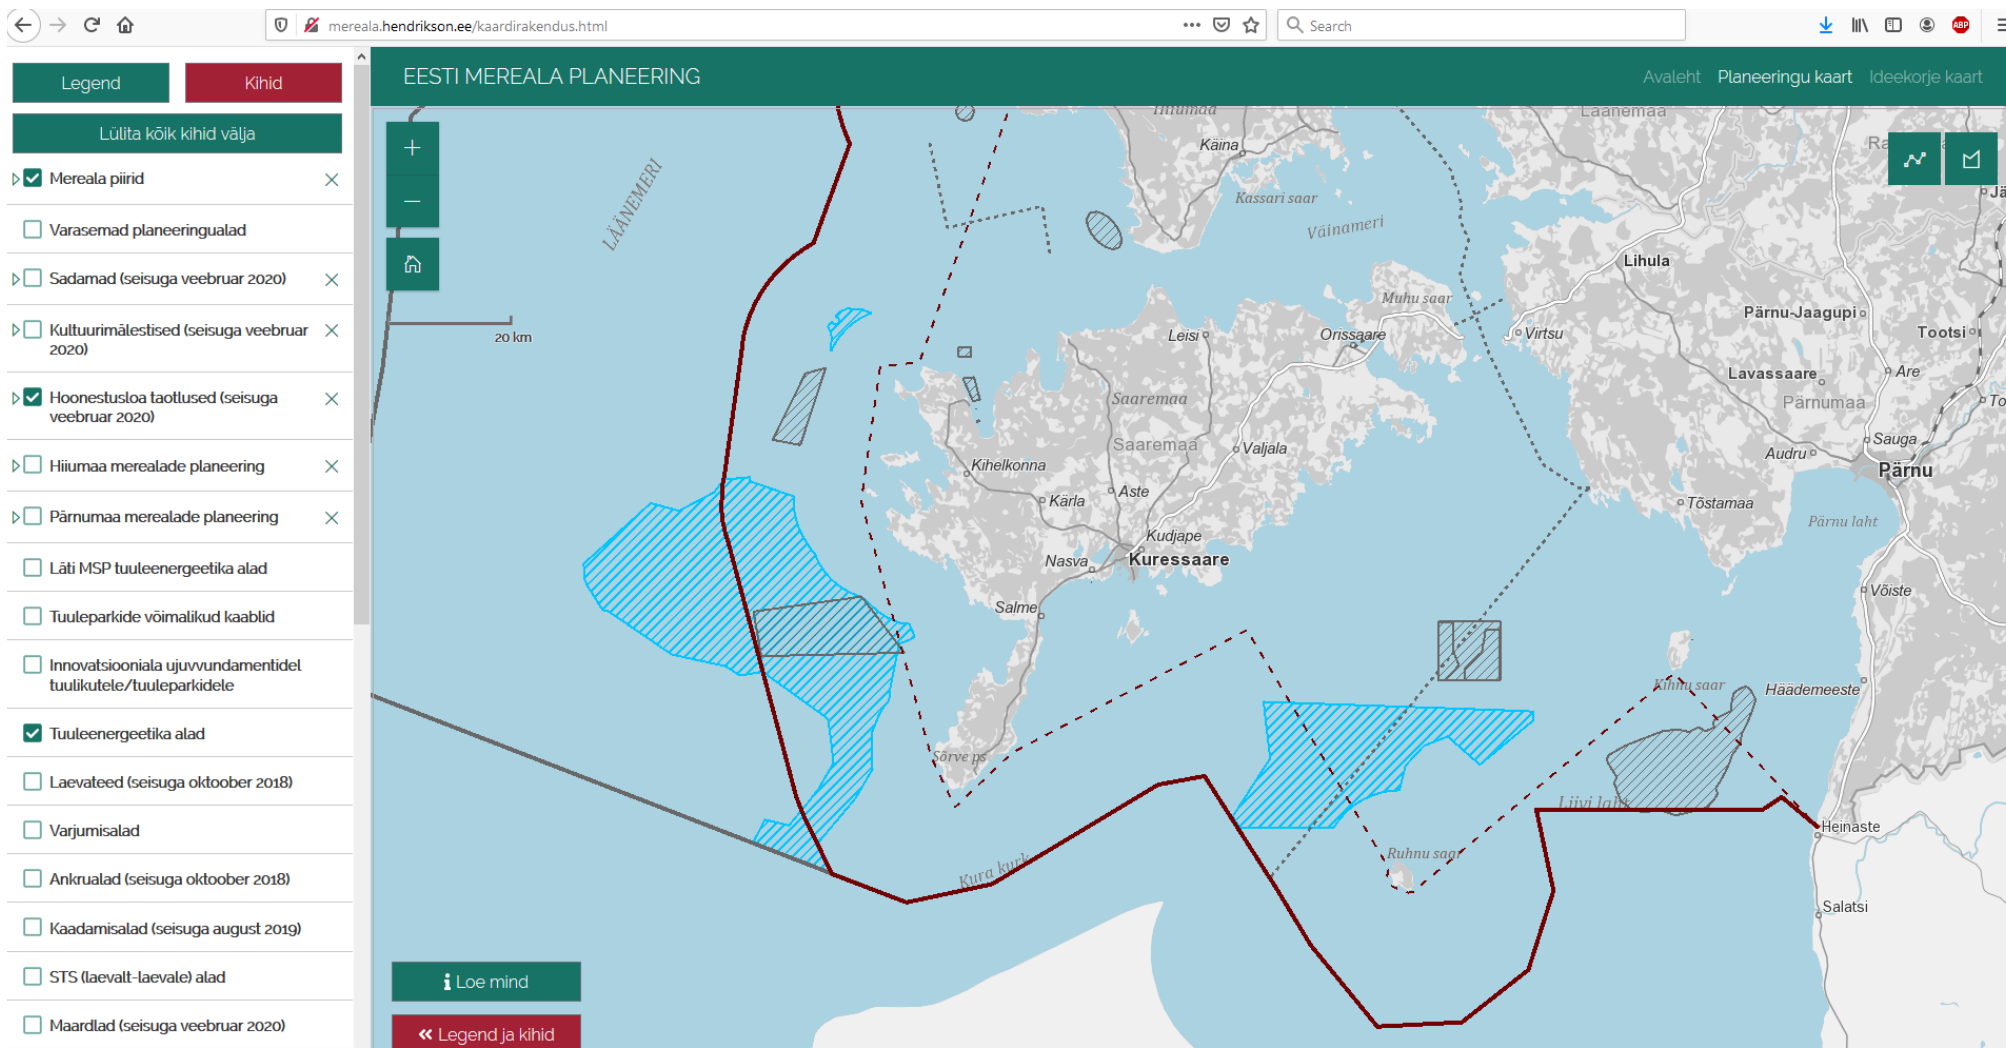 mereala.hendrikson.ee/kaardirakendus.html
Search
ABP
Legend
Kihid
Lülita kõik kihid välja
Mereala piirid
Varasemad planeeringualad
Sadamad (seisuga veebruar 2020)
Kultuurimälestised (seisuga veebruar
2020)
Hoonestusloa taotlused (seisuga
veebruar 2020)
Hiiumaa merealade planeering
Pärnumaa merealade planeering
Läti MSP tuuleenergeetika alad
Tuuleparkide võimalikud kaablid
Innovatsiooniala ujuvvundamentidel
tuulikutele/tuuleparkidele
Tuuleenergeetika alad
Laevateed (seisuga oktoober 2018)
Varjumisalad
Ankrualad (seisuga oktoober 2018)
Kaadamisalad (seisuga august 2019)
STS (laevalt-laevale) alad
Maardlad (seisuga veebruar 2020)
EESTI MEREALA PLANEERING
Avaleht
Planeeringu kaart
Ideekorje kaart
+
−
20 km
LÄÄNEMERI
Hiiumaa
Läänemaa
Ra
Jä
Käina
Kassari saar
Väinameri
Lihula
Muhu saar
Pärnu-Jaagupi
Leisi
Orissaare
Virtsu
Tootsi
Lavassaare
Are
Saaremaa
Pärnumaa
To
Saaremaa
Valjala
Sauga
Audru
Kihelkonna
Pärnu
Kärla
Aste
Tõstamaa
Pärnu laht
Kudjape
Nasva
Kuressaare
Võiste
Salme
Kihnu saar
Häädemeeste
Sõrve ps
Liivi laht
Heinaste
Ruhnu saar
Kura kurk
Salatsi
Loe mind
Legend ja kihid